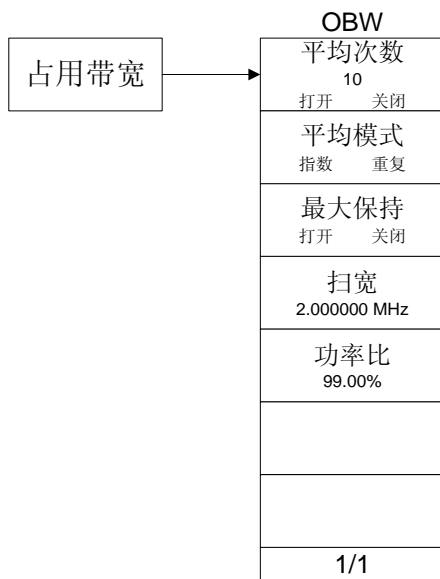 OBW
占用带宽
平均次数
10
打开 关闭
平均模式
指数 重复
最大保持
打开 关闭
扫宽
2.000000 MHz
功率比
99.00%
1/1